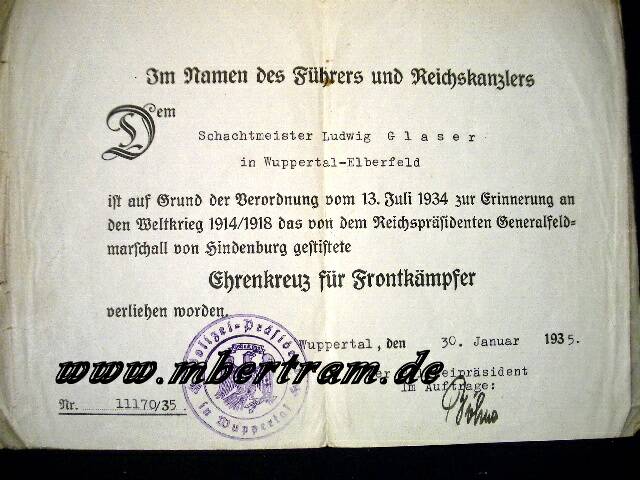 Im Namen des Führers und Reichskanzlers
Dem
Schachtmeister Ludwig Glaser
in Wuppertal-Elberfeld
ist auf Grund der Verordnung vom 13. Juli 1934 zur Erinnerung an
den Weltkrieg 1914/1918 das von dem Reichspräsidenten Generalfeld-
marschall von Hindenburg gestiftete
Ehrenkreuz für Frontkämpfer
verliehen worden.
Wuppertal, den 30. Januar 1935.
www.mbertram.de
Im Auftrage:
Nr. 11170/35
in Wuppertal